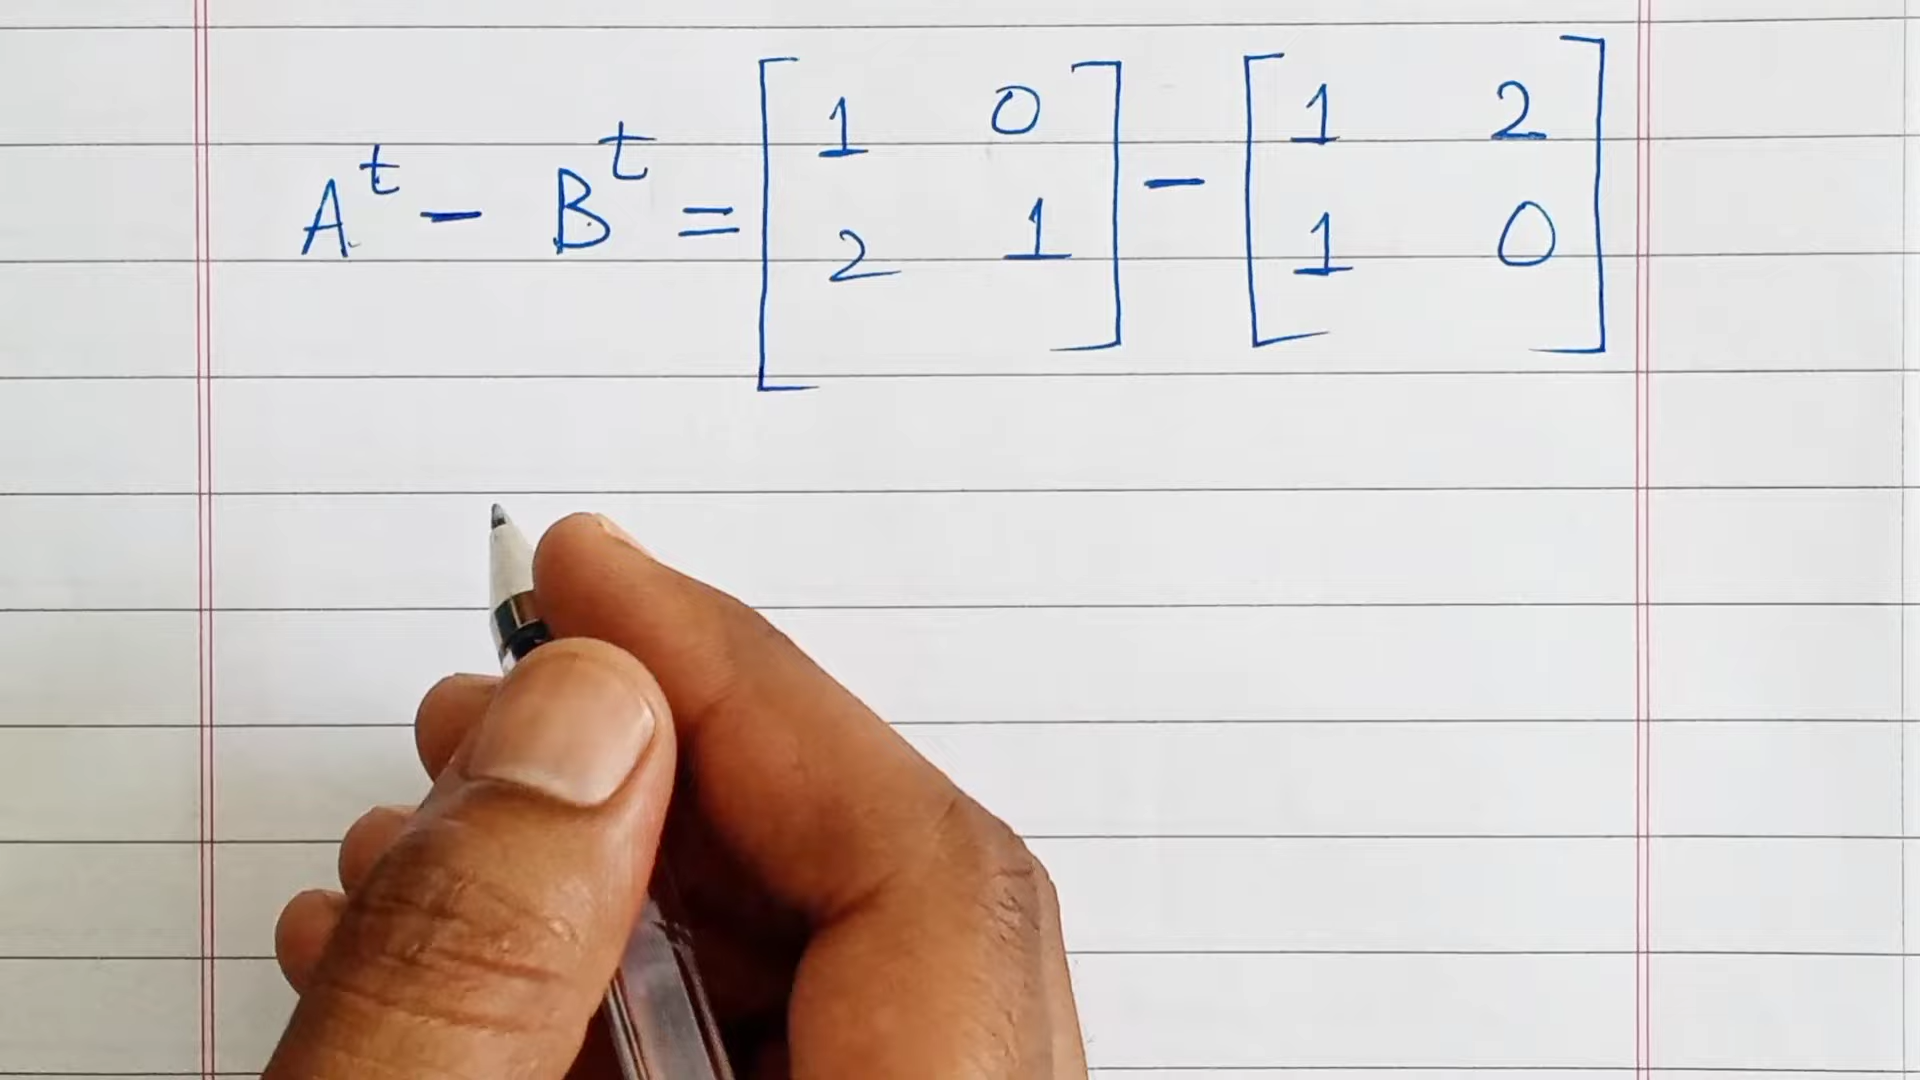 A^t - B^t = [1 0; 2 1] - [1 2; 1 0]